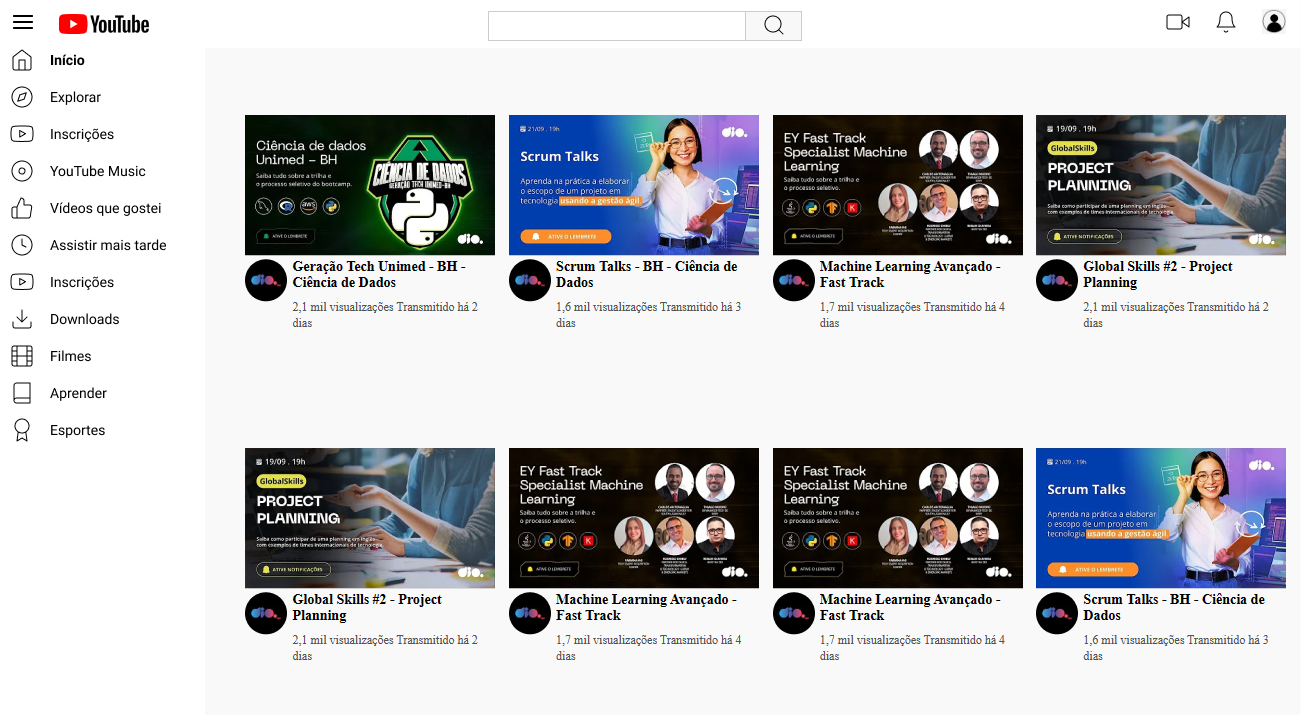 YouTube
Início
Explorar
Inscrições
YouTube Music
Vídeos que gostei
Assistir mais tarde
Inscrições
Downloads
Filmes
Aprender
Esportes
Ciência de dados
Unimed – BH
Saiba tudo sobre a trilha e
o processo seletivo do bootcamp.
aws
ATIVE O LEMBRETE
CIÊNCIA DE DADOS
GERAÇÃO TECH UNIMED-BH
dio.
Geração Tech Unimed - BH -
Ciência de Dados
2,1 mil visualizações Transmitido há 2
dias
21/09 . 19h
dio.
Scrum Talks
Aprenda na prática a elaborar
o escopo de um projeto em
tecnologia usando a gestão ágil.
ATIVE O LEMBRETE
Scrum Talks - BH - Ciência de
Dados
1,6 mil visualizações Transmitido há 3
dias
EY Fast Track
Specialist Machine
Learning
Saiba tudo sobre a trilha e
o processo seletivo.
ATIVE O LEMBRETE
dio.
Machine Learning Avançado -
Fast Track
1,7 mil visualizações Transmitido há 4
dias
19/09 . 19h
GlobalSkills
PROJECT
PLANNING
Saiba como participar de uma planning em inglês
com exemplos de times internacionais de tecnologia
ATIVE NOTIFICAÇÕES
dio.
Global Skills #2 - Project
Planning
2,1 mil visualizações Transmitido há 2
dias
19/09 . 19h
GlobalSkills
PROJECT
PLANNING
Saiba como participar de uma planning em inglês
com exemplos de times internacionais de tecnologia
ATIVE NOTIFICAÇÕES
dio.
Global Skills #2 - Project
Planning
2,1 mil visualizações Transmitido há 2
dias
EY Fast Track
Specialist Machine
Learning
Saiba tudo sobre a trilha e
o processo seletivo.
ATIVE O LEMBRETE
dio.
Machine Learning Avançado -
Fast Track
1,7 mil visualizações Transmitido há 4
dias
EY Fast Track
Specialist Machine
Learning
Saiba tudo sobre a trilha e
o processo seletivo.
ATIVE O LEMBRETE
dio.
Machine Learning Avançado -
Fast Track
1,7 mil visualizações Transmitido há 4
dias
21/09 . 19h
dio.
Scrum Talks
Aprenda na prática a elaborar
o escopo de um projeto em
tecnologia usando a gestão ágil.
ATIVE O LEMBRETE
Scrum Talks - BH - Ciência de
Dados
1,6 mil visualizações Transmitido há 3
dias